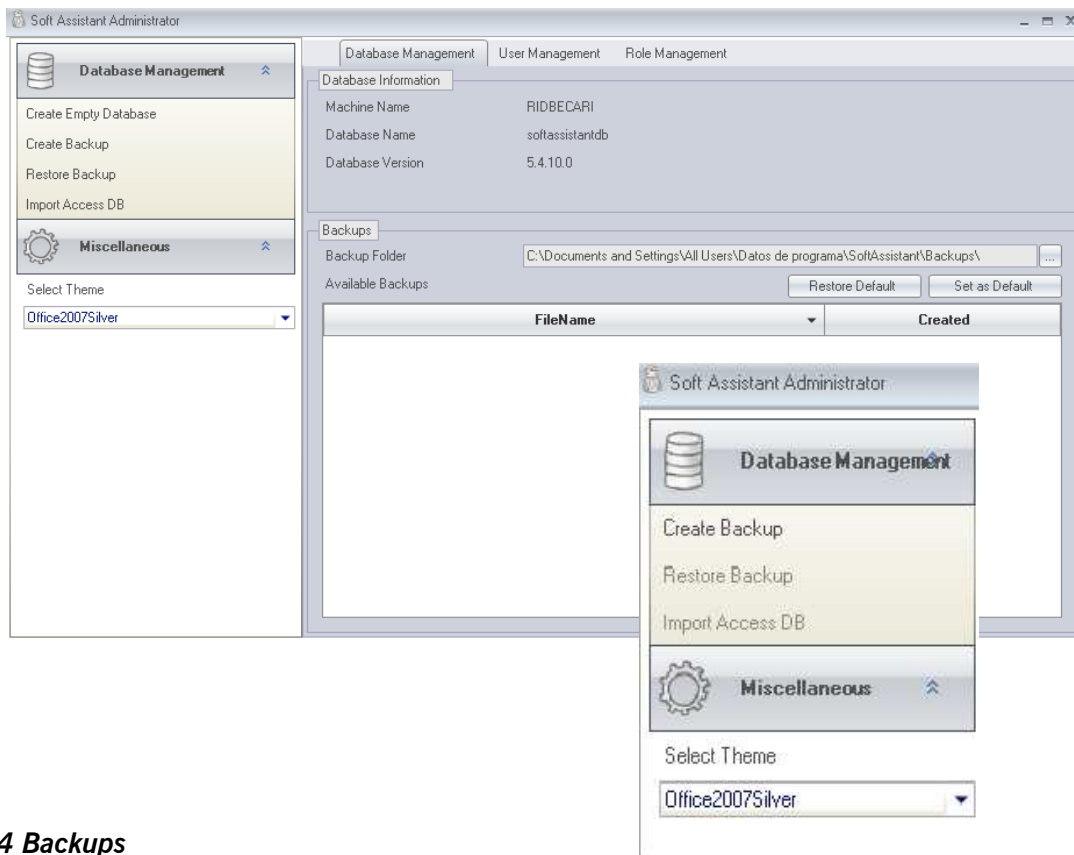 Soft Assistant Administrator
Database Management
Create Empty Database
Create Backup
Restore Backup
Import Access DB
Miscellaneous
Select Theme
Office2007Silver
Database Management User Management Role Management
Database Information
Machine Name RIDBECARI
Database Name softassistantdb
Database Version 5.4.10.0
Backups
Backup Folder C:\Documents and Settings\All Users\Datos de programa\SoftAssistant\Backups\ ...
Available Backups Restore Default Set as Default
FileName Created
Soft Assistant Administrator
Database Management
Create Backup
Restore Backup
Import Access DB
Miscellaneous
Select Theme
Office2007Silver
4 Backups